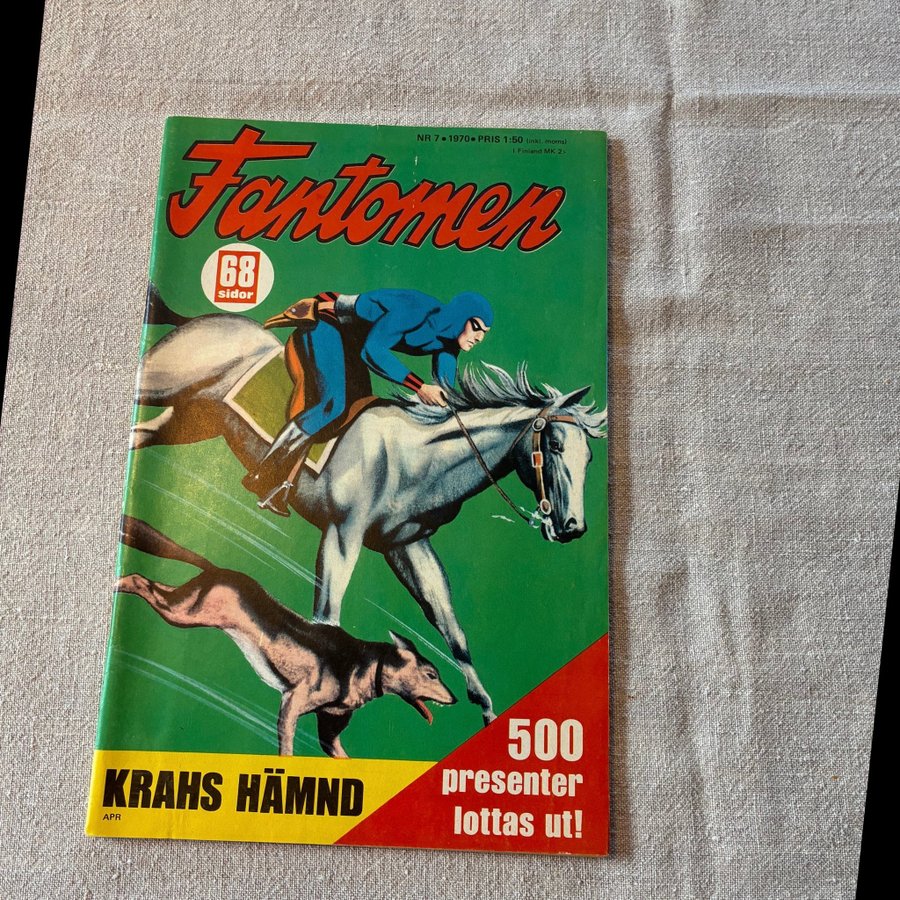 NR 7 • 1970 • PRIS 1:50 (inkl. moms)
I Finland MK 2:-
Fantomen
68
sidor
500
presenter
lottas ut!
KRAHS HÄMND
APR